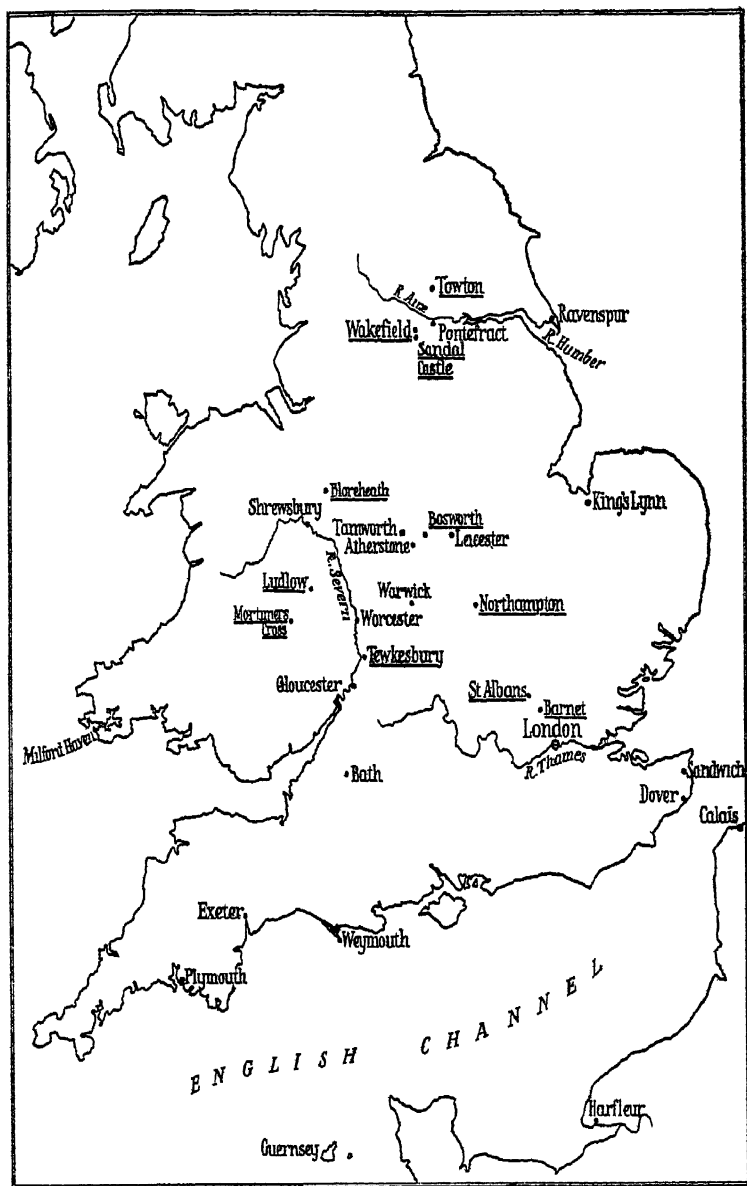 Towton
R. Aire
Ravenspur
Wakefield
Pontefract
Sandal
Castle
R. Humber
Bloreheath
King's Lynn
Shrewsbury
Tamworth
Bosworth
Atherstone
Leicester
R. Severn
Ludlow
Warwick
Northampton
Mortimers
Cross
Worcester
Tewkesbury
Gloucester
St Albans
Barnet
London
Milford Haven
R. Thames
Bath
Sandwich
Dover
Calais
Exeter
Weymouth
Plymouth
ENGLISH CHANNEL
Harfleur
Guernsey